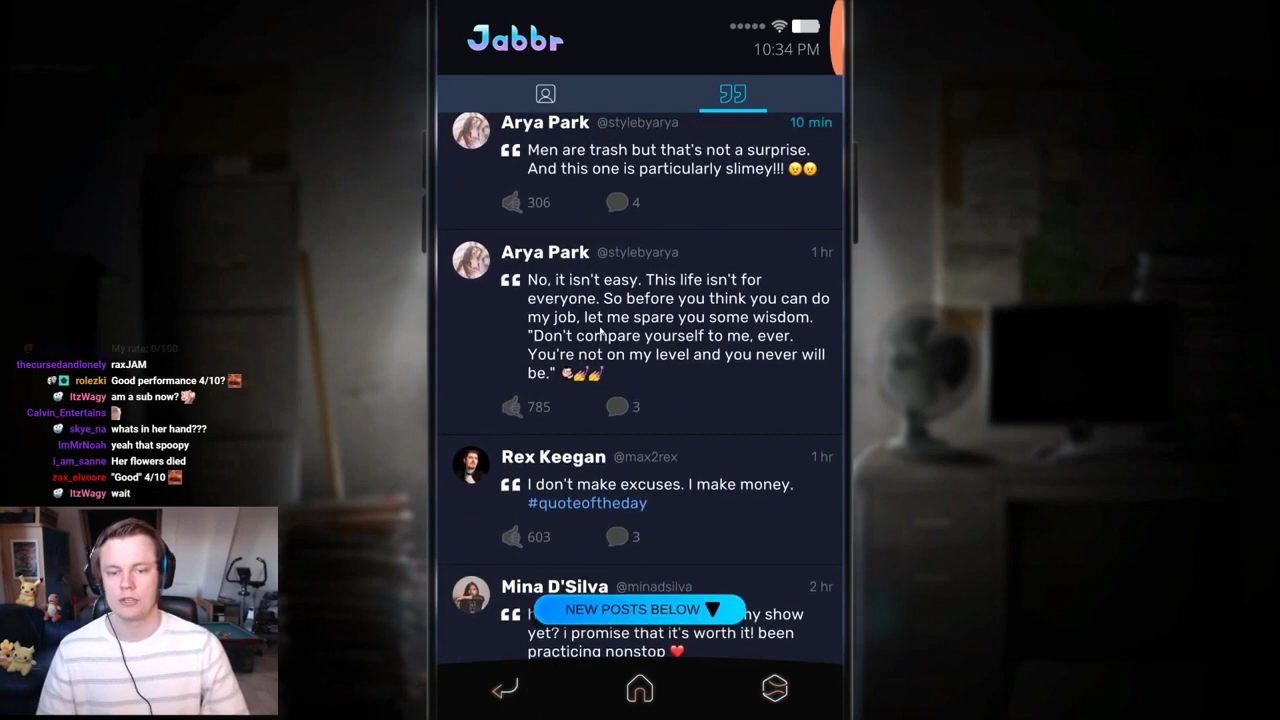 Jabbr
10:34 PM
Arya Park @stylebyarya 10 min
Men are trash but that's not a surprise.
And this one is particularly slimey!!! 😠😠
306 4
Arya Park @stylebyarya 1 hr
No, it isn't easy. This life isn't for
everyone. So before you think you can do
my job, let me spare you some wisdom.
"Don't compare yourself to me, ever.
You're not on my level and you never will
be."
785 3
Rex Keegan @max2rex 1 hr
I don't make excuses. I make money.
#quoteoftheday
603 3
Mina D'Silva @minadsilva 2 hr
NEW POSTS BELOW
my show
yet? i promise that it's worth it! been
practicing nonstop ❤️
My rate: 0/100
thecursedandlonely raxJAM
rolezki Good performance 4/10?
ItzWagy am a sub now?
Calvin_Entertains
skye_na whats in her hand???
ImMrNoah yeah that spoopy
i_am_sanne Her flowers died
zax_elvoore "Good" 4/10
ItzWagy wait